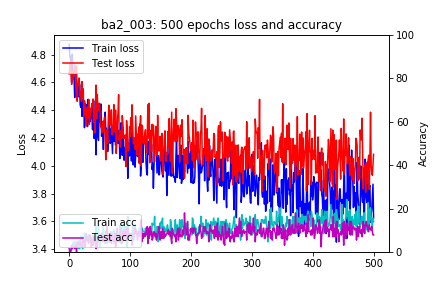 ba2_003: 500 epochs loss and accuracy
Train loss
Test loss
Train acc
Test acc
Loss
4.8
4.6
4.4
4.2
4.0
3.8
3.6
3.4
Accuracy
100
80
60
40
20
0
0 100 200 300 400 500